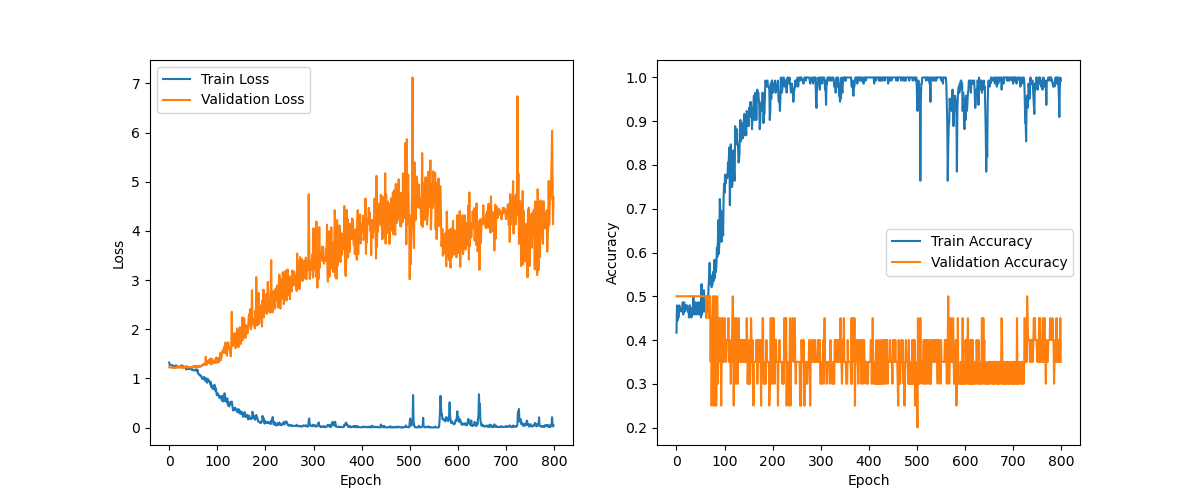 Train Loss
Validation Loss
7
6
5
4
3
2
1
0
Loss
0 100 200 300 400 500 600 700 800
Epoch
1.0
0.9
0.8
0.7
0.6
0.5
0.4
0.3
0.2
Accuracy
Train Accuracy
Validation Accuracy
0 100 200 300 400 500 600 700 800
Epoch